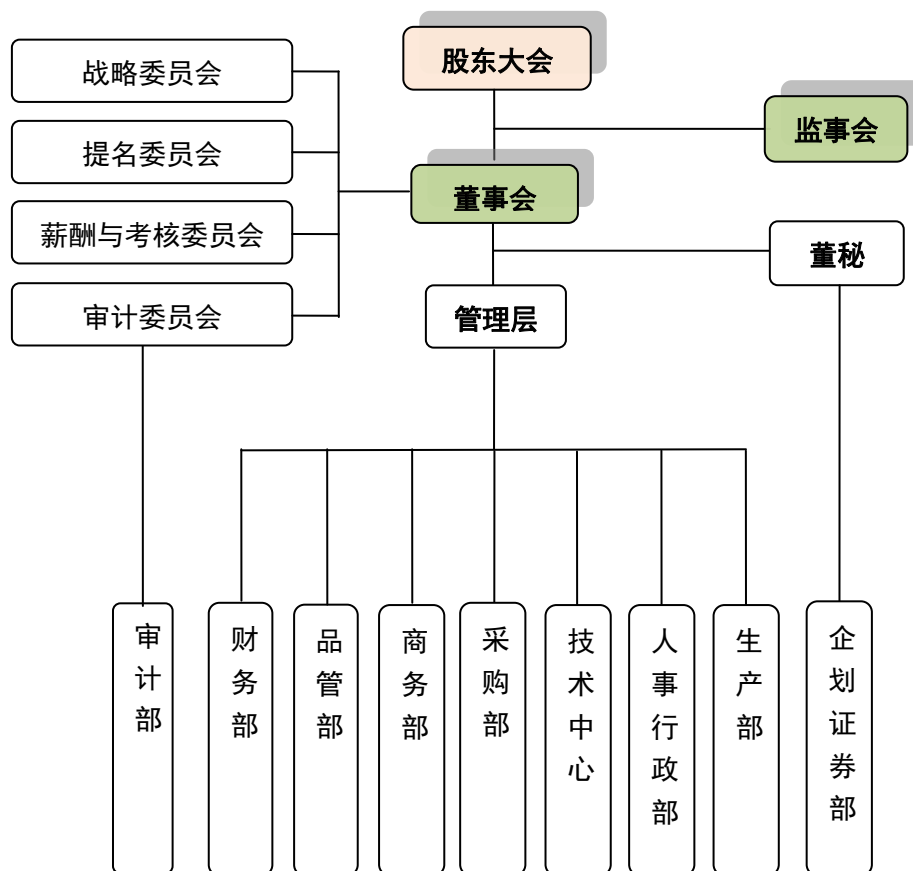 股东大会
战略委员会
监事会
提名委员会
董事会
薪酬与考核委员会
董秘
审计委员会
管理层
审计部
财务部
品管部
商务部
采购部
技术中心
人事行政部
生产部
企划证券部